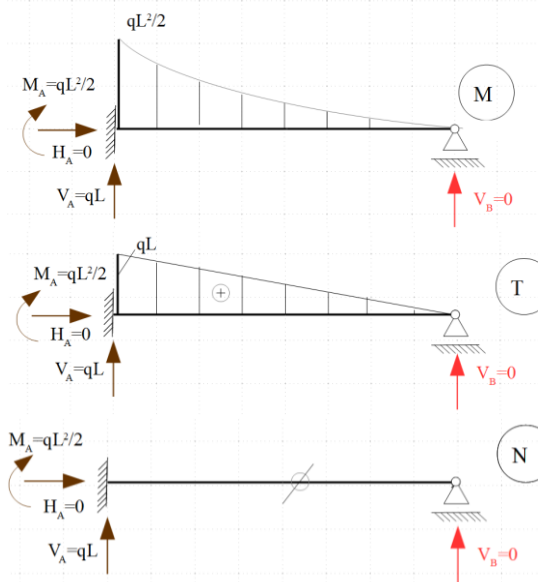 qL²/2
M_A=qL²/2
M
H_A=0
V_A=qL
V_B=0
qL
M_A=qL²/2
+
T
H_A=0
V_A=qL
V_B=0
M_A=qL²/2
N
H_A=0
V_A=qL
V_B=0